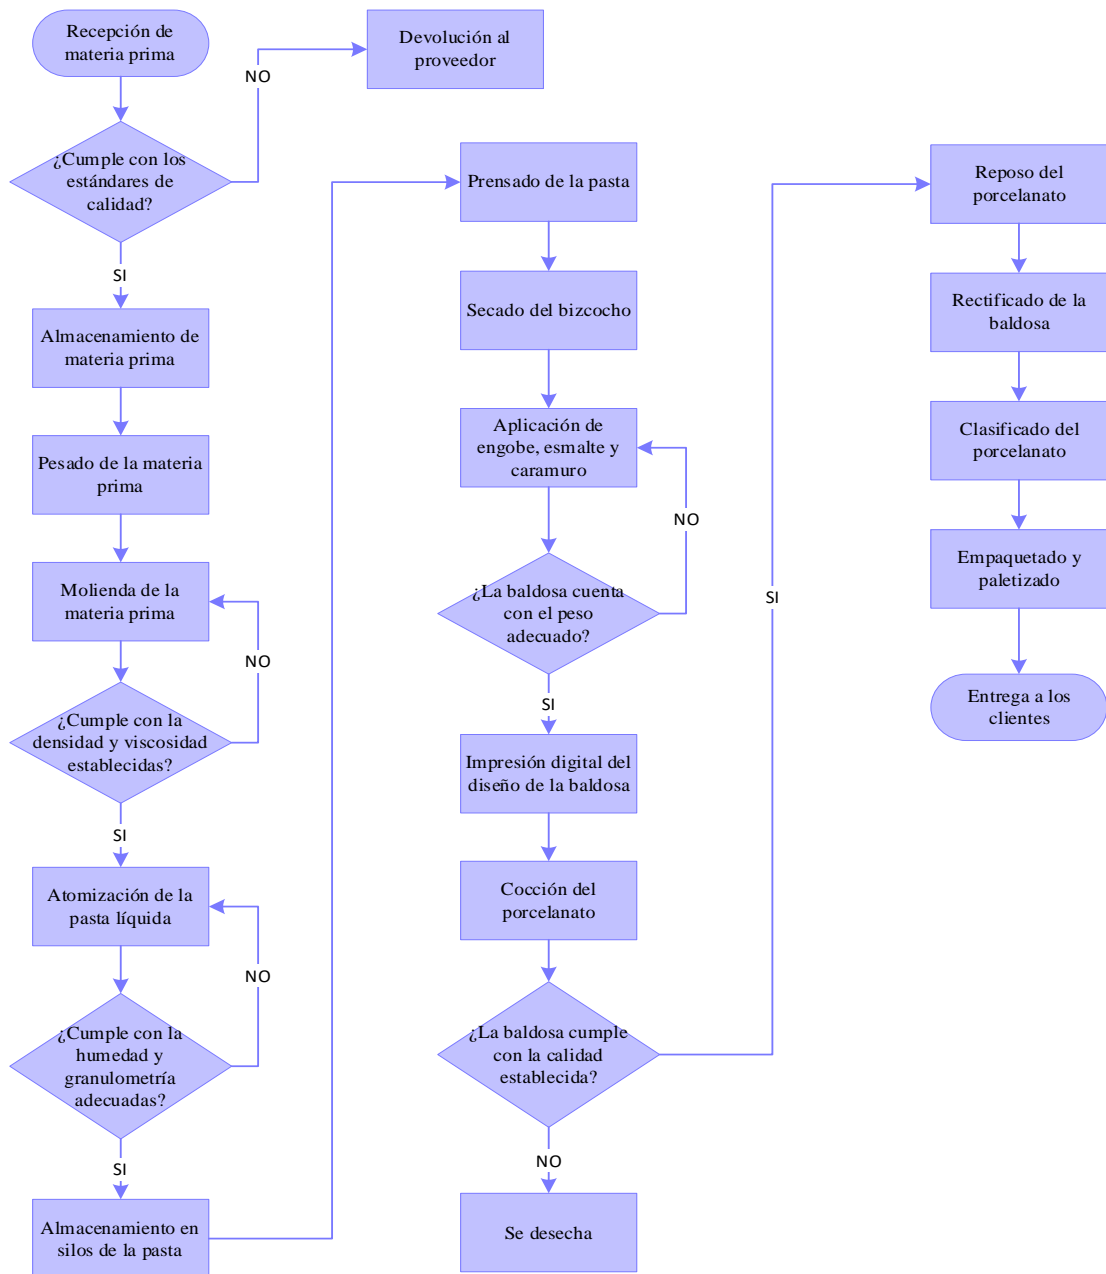 Recepción de
materia prima
NO
Devolución al
proveedor
¿Cumple con los
estándares de
calidad?
SI
Almacenamiento de
materia prima
Pesado de la materia
prima
Molienda de la
materia prima
NO
¿Cumple con la
densidad y viscosidad
establecidas?
SI
Atomización de la
pasta líquida
NO
¿Cumple con la
humedad y
granulometría
adecuadas?
SI
Almacenamiento en
silos de la pasta
Prensado de la pasta
Secado del bizcocho
Aplicación de
engobe, esmalte y
caramuro
NO
¿La baldosa cuenta
con el peso
adecuado?
SI
Impresión digital del
diseño de la baldosa
Cocción del
porcelanato
¿La baldosa cumple
con la calidad
establecida?
NO
Se desecha
SI
Reposo del
porcelanato
Rectificado de la
baldosa
Clasificado del
porcelanato
Empaquetado y
paletizado
Entrega a los
clientes